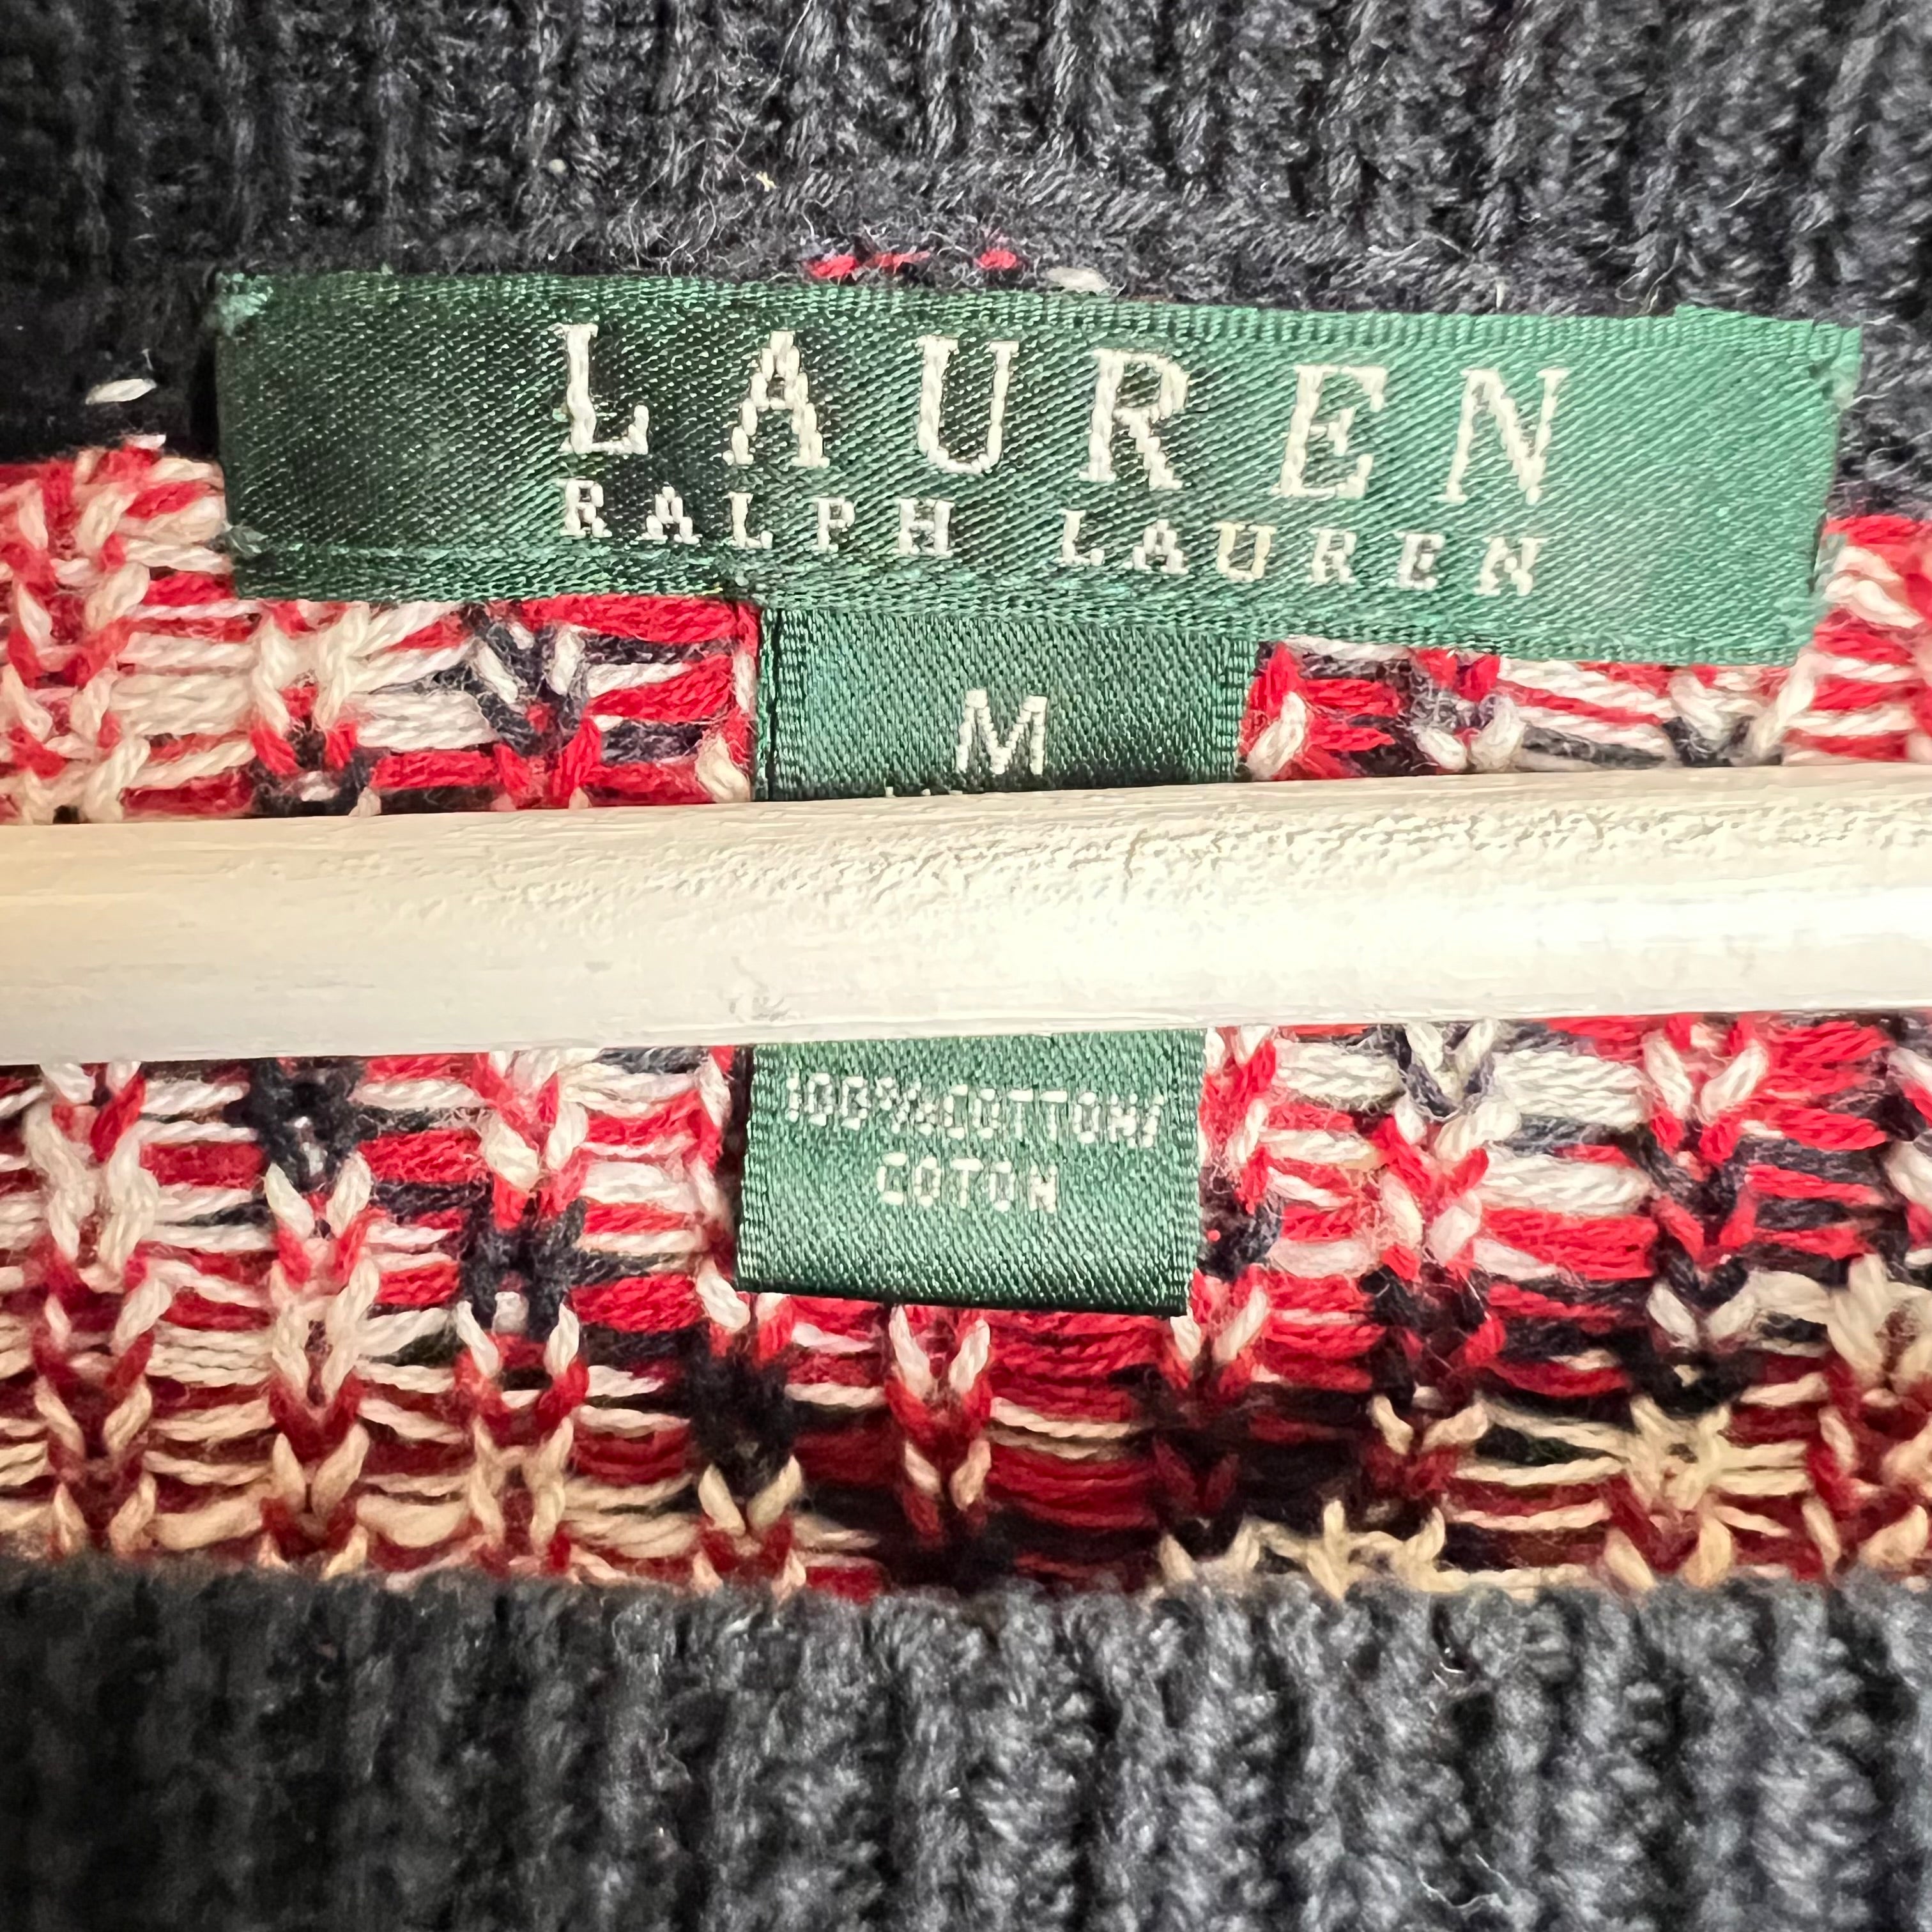 LAUREN
RALPH LAUREN
M
100% COTTON/
COTON